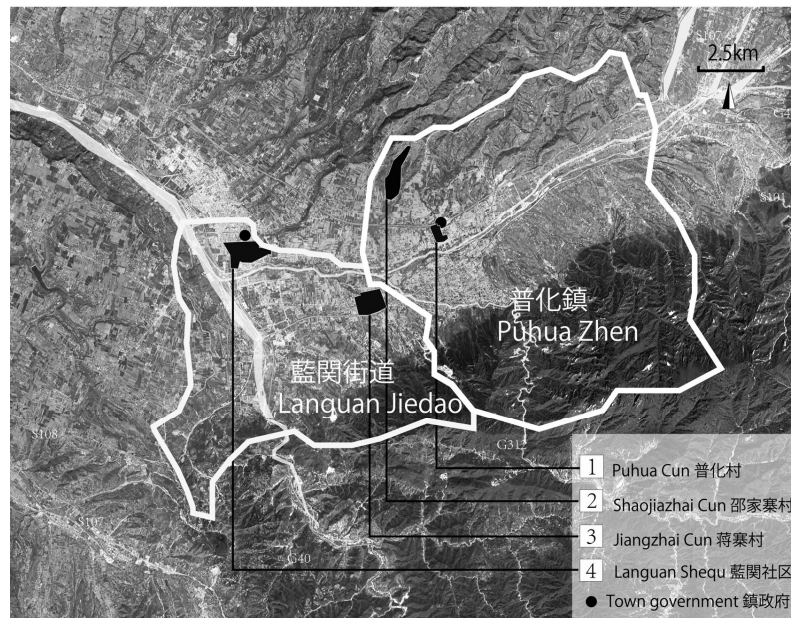 S107
2.5km
S101
普化鎮
Puhua Zhen
藍関街道
Languan Jiedao
S108
G312
S107
G40
1 Puhua Cun 普化村
2 Shaojiazhai Cun 邵家寨村
3 Jiangzhai Cun 蒋寨村
4 Languan Shequ 藍関社区
Town government 鎮政府